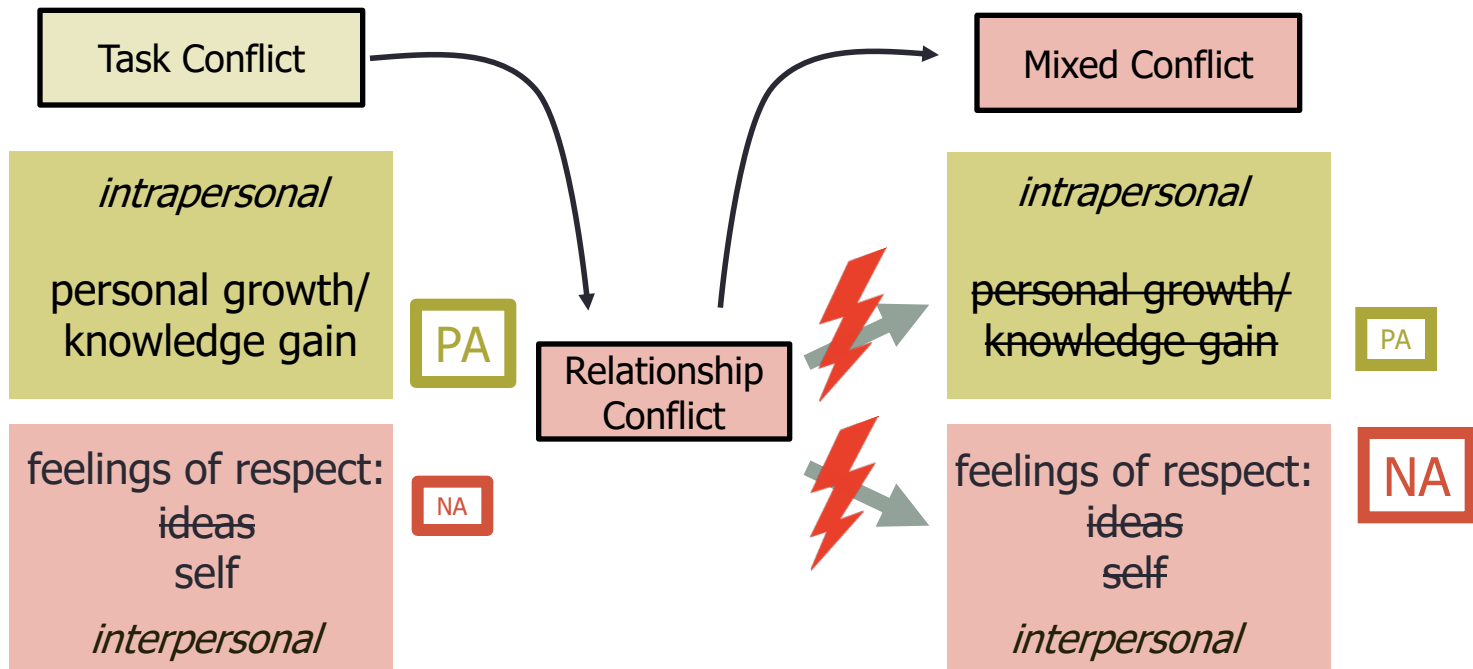 Task Conflict
intrapersonal
personal growth/
knowledge gain
PA
feelings of respect:
ideas
self
interpersonal
NA
Relationship
Conflict
Mixed Conflict
intrapersonal
personal growth/
knowledge gain
PA
feelings of respect:
ideas
self
interpersonal
NA